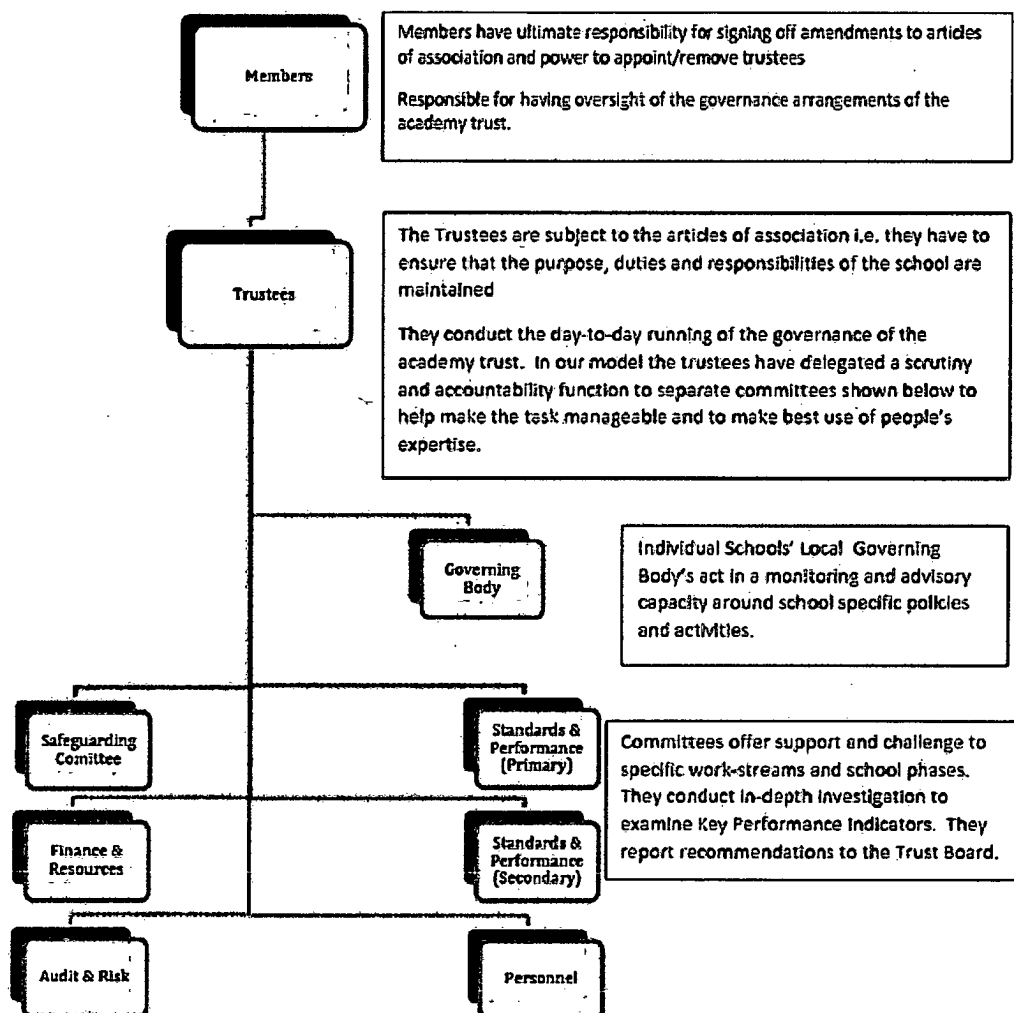 Members
Members have ultimate responsibility for signing off amendments to articles
of association and power to appoint/remove trustees
Responsible for having oversight of the governance arrangements of the
academy trust.
Trustees
The Trustees are subject to the articles of association i.e. they have to
ensure that the purpose, duties and responsibilities of the school are
maintained
They conduct the day-to-day running of the governance of the
academy trust. In our model the trustees have delegated a scrutiny
and accountability function to separate committees shown below to
help make the task manageable and to make best use of people's
expertise.
Governing
Body
Individual Schools' Local Governing
Body's act in a monitoring and advisory
capacity around school specific policies
and activities.
Safeguarding
Comittee
Standards &
Performance
(Primary)
Committees offer support and challenge to
specific work-streams and school phases.
They conduct in-depth investigation to
examine Key Performance Indicators. They
report recommendations to the Trust Board.
Finance &
Resources
Standards &
Performance
(Secondary)
Audit & Risk
Personnel